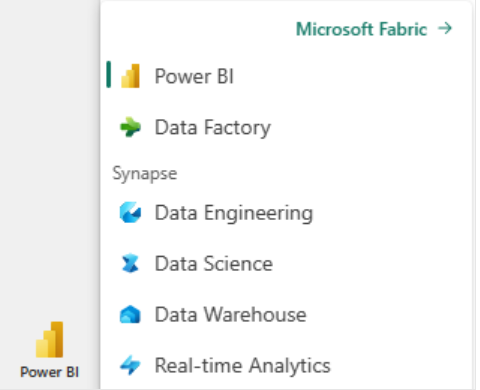 Microsoft Fabric →
Power BI
Data Factory
Synapse
Data Engineering
Data Science
Data Warehouse
Real-time Analytics
Power BI